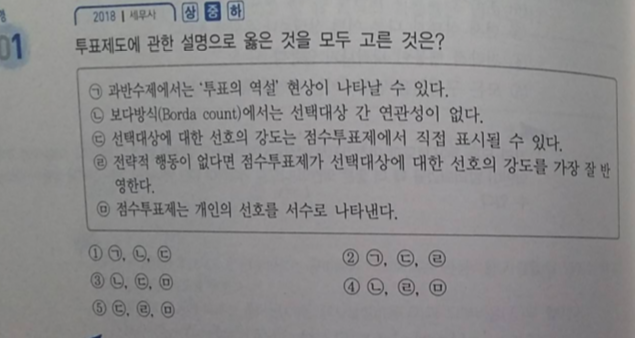 2018 | 세무사 상 중 하
01
투표제도에 관한 설명으로 옳은 것을 모두 고른 것은?
㉠ 과반수제에서는 '투표의 역설' 현상이 나타날 수 있다.
㉡ 보다방식(Borda count)에서는 선택대상 간 연관성이 없다.
㉢ 선택대상에 대한 선호의 강도는 점수투표제에서 직접 표시될 수 있다.
㉣ 전략적 행동이 없다면 점수투표제가 선택대상에 대한 선호의 강도를 가장 잘 반
영한다.
㉤ 점수투표제는 개인의 선호를 서수로 나타낸다.
① ㉠, ㉡, ㉢ ② ㉠, ㉢, ㉣
③ ㉡, ㉢, ㉤ ④ ㉡, ㉣, ㉤
⑤ ㉢, ㉣, ㉤